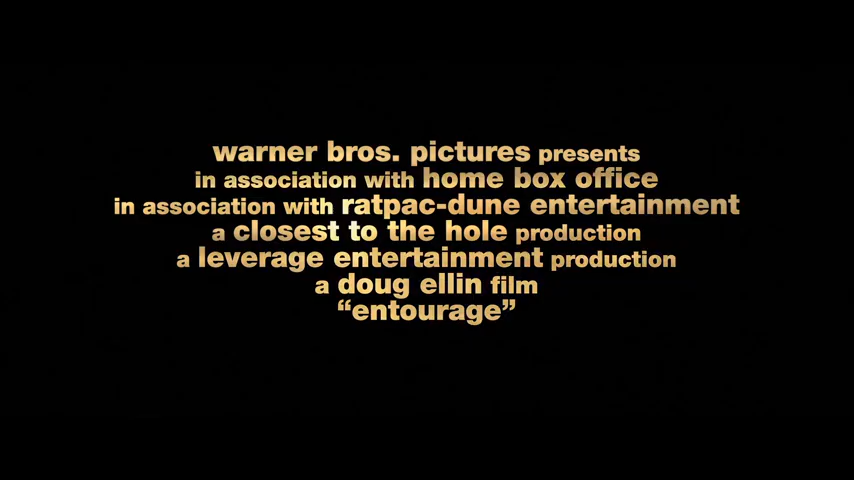 warner bros. pictures presents
in association with home box office
in association with ratpac-dune entertainment
a closest to the hole production
a leverage entertainment production
a doug ellin film
“entourage”